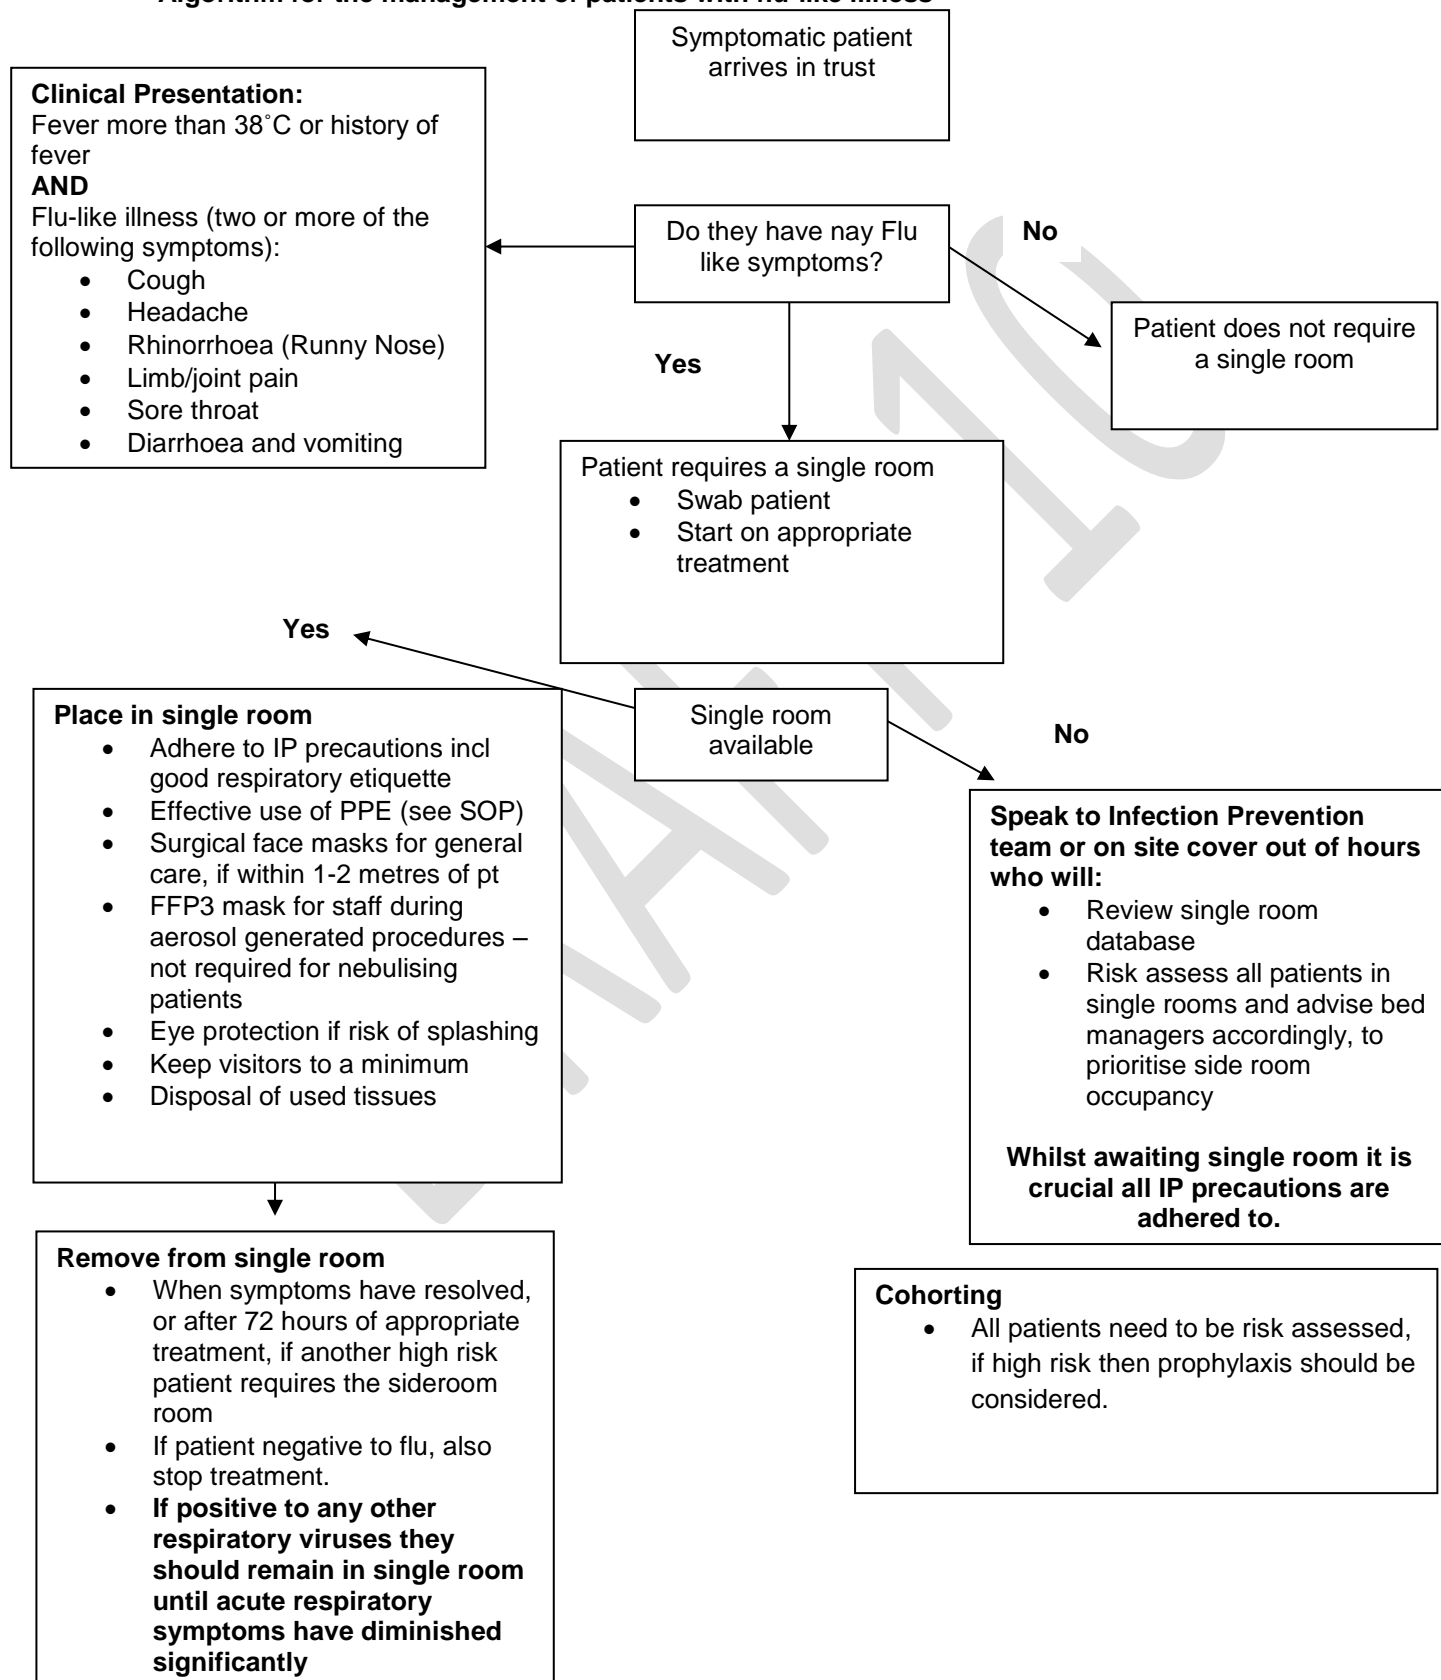 Algorithm for the management of patients with flu-like illness
Symptomatic patient
arrives in trust
Clinical Presentation:
Fever more than 38˚C or history of
fever
AND
Flu-like illness (two or more of the
following symptoms):
• Cough
• Headache
• Rhinorrhoea (Runny Nose)
• Limb/joint pain
• Sore throat
• Diarrhoea and vomiting
Do they have nay Flu
like symptoms?
No
Patient does not require
a single room
Yes
Patient requires a single room
• Swab patient
• Start on appropriate
treatment
Yes
Single room
available
No
Place in single room
• Adhere to IP precautions incl
good respiratory etiquette
• Effective use of PPE (see SOP)
• Surgical face masks for general
care, if within 1-2 metres of pt
• FFP3 mask for staff during
aerosol generated procedures –
not required for nebulising
patients
• Eye protection if risk of splashing
• Keep visitors to a minimum
• Disposal of used tissues
Speak to Infection Prevention
team or on site cover out of hours
who will:
• Review single room
database
• Risk assess all patients in
single rooms and advise bed
managers accordingly, to
prioritise side room
occupancy
Whilst awaiting single room it is
crucial all IP precautions are
adhered to.
Remove from single room
• When symptoms have resolved,
or after 72 hours of appropriate
treatment, if another high risk
patient requires the sideroom
room
• If patient negative to flu, also
stop treatment.
• If positive to any other
respiratory viruses they
should remain in single room
until acute respiratory
symptoms have diminished
significantly
Cohorting
• All patients need to be risk assessed,
if high risk then prophylaxis should be
considered.
DRAFT 10